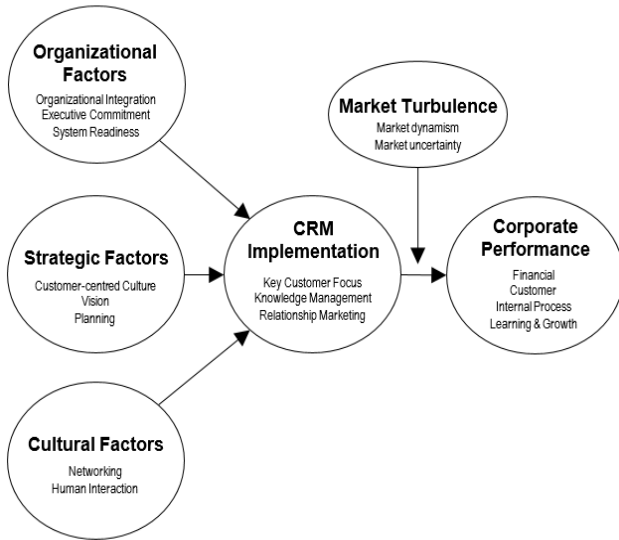 Organizational
Factors
Organizational Integration
Executive Commitment
System Readiness
Market Turbulence
Market dynamism
Market uncertainty
Strategic Factors
Customer-centred Culture
Vision
Planning
CRM
Implementation
Key Customer Focus
Knowledge Management
Relationship Marketing
Corporate
Performance
Financial
Customer
Internal Process
Learning & Growth
Cultural Factors
Networking
Human Interaction